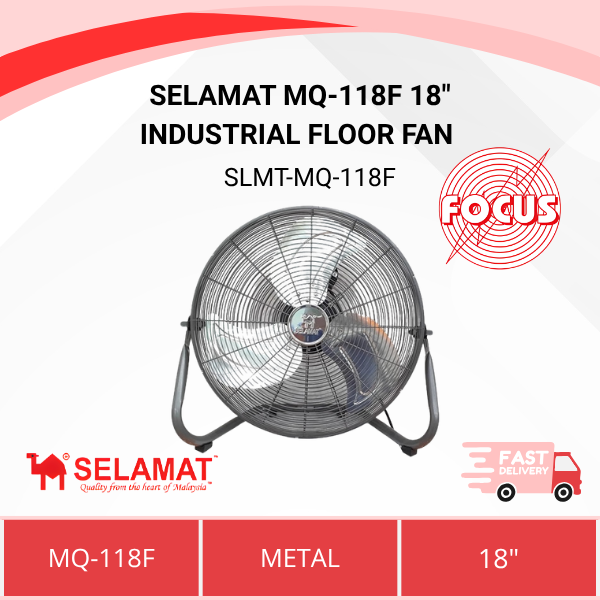 SELAMAT MQ-118F 18"
INDUSTRIAL FLOOR FAN
SLMT-MQ-118F
FOCUS
SELAMAT
SELAMAT™
Quality from the heart of Malaysia
FAST
DELIVERY
MQ-118F
METAL
18"